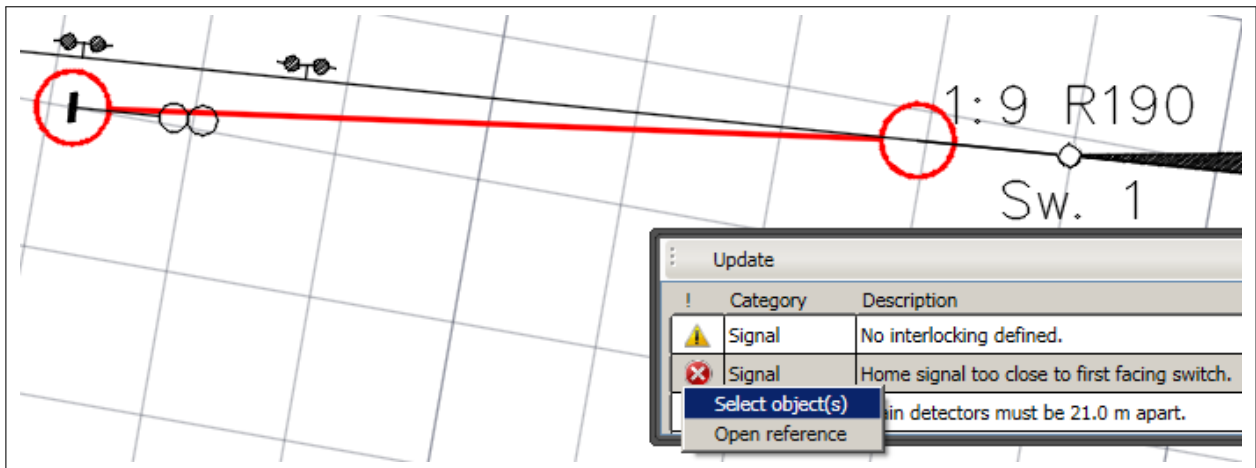 1:9 R190
Sw. 1
Update
! Category Description
Signal No interlocking defined.
Signal Home signal too close to first facing switch.
Select object(s)
ain detectors must be 21.0 m apart.
Open reference